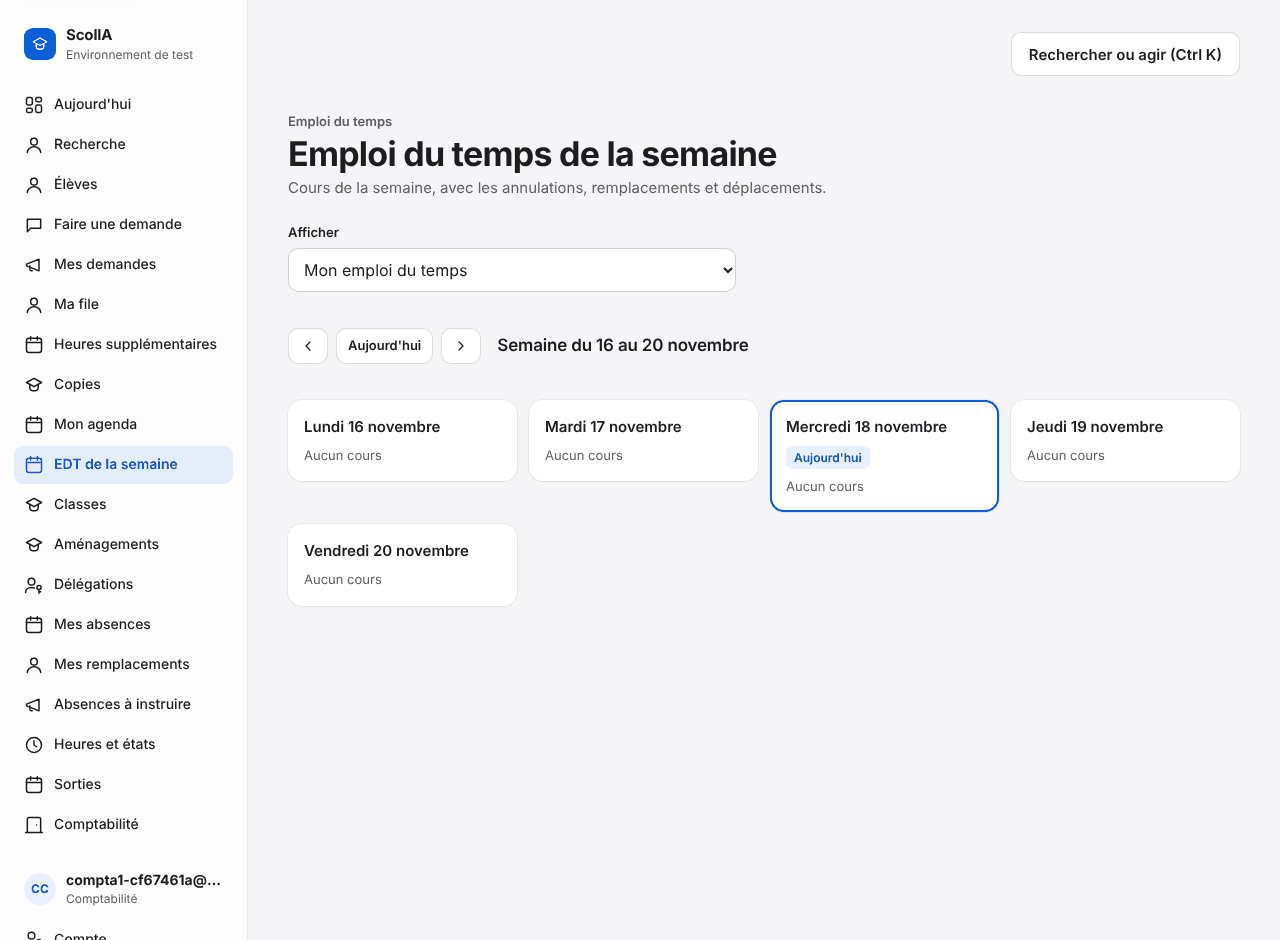 ScolIA
Environnement de test
Aujourd'hui
Recherche
Élèves
Faire une demande
Mes demandes
Ma file
Heures supplémentaires
Copies
Mon agenda
EDT de la semaine
Classes
Aménagements
Délégations
Mes absences
Mes remplacements
Absences à instruire
Heures et états
Sorties
Comptabilité
CC
compta1-cf67461a@...
Comptabilité
Compte
Rechercher ou agir (Ctrl K)
Emploi du temps
Emploi du temps de la semaine
Cours de la semaine, avec les annulations, remplacements et déplacements.
Afficher
Mon emploi du temps
Aujourd'hui
Semaine du 16 au 20 novembre
Lundi 16 novembre
Aucun cours
Mardi 17 novembre
Aucun cours
Mercredi 18 novembre
Aujourd'hui
Aucun cours
Jeudi 19 novembre
Aucun cours
Vendredi 20 novembre
Aucun cours